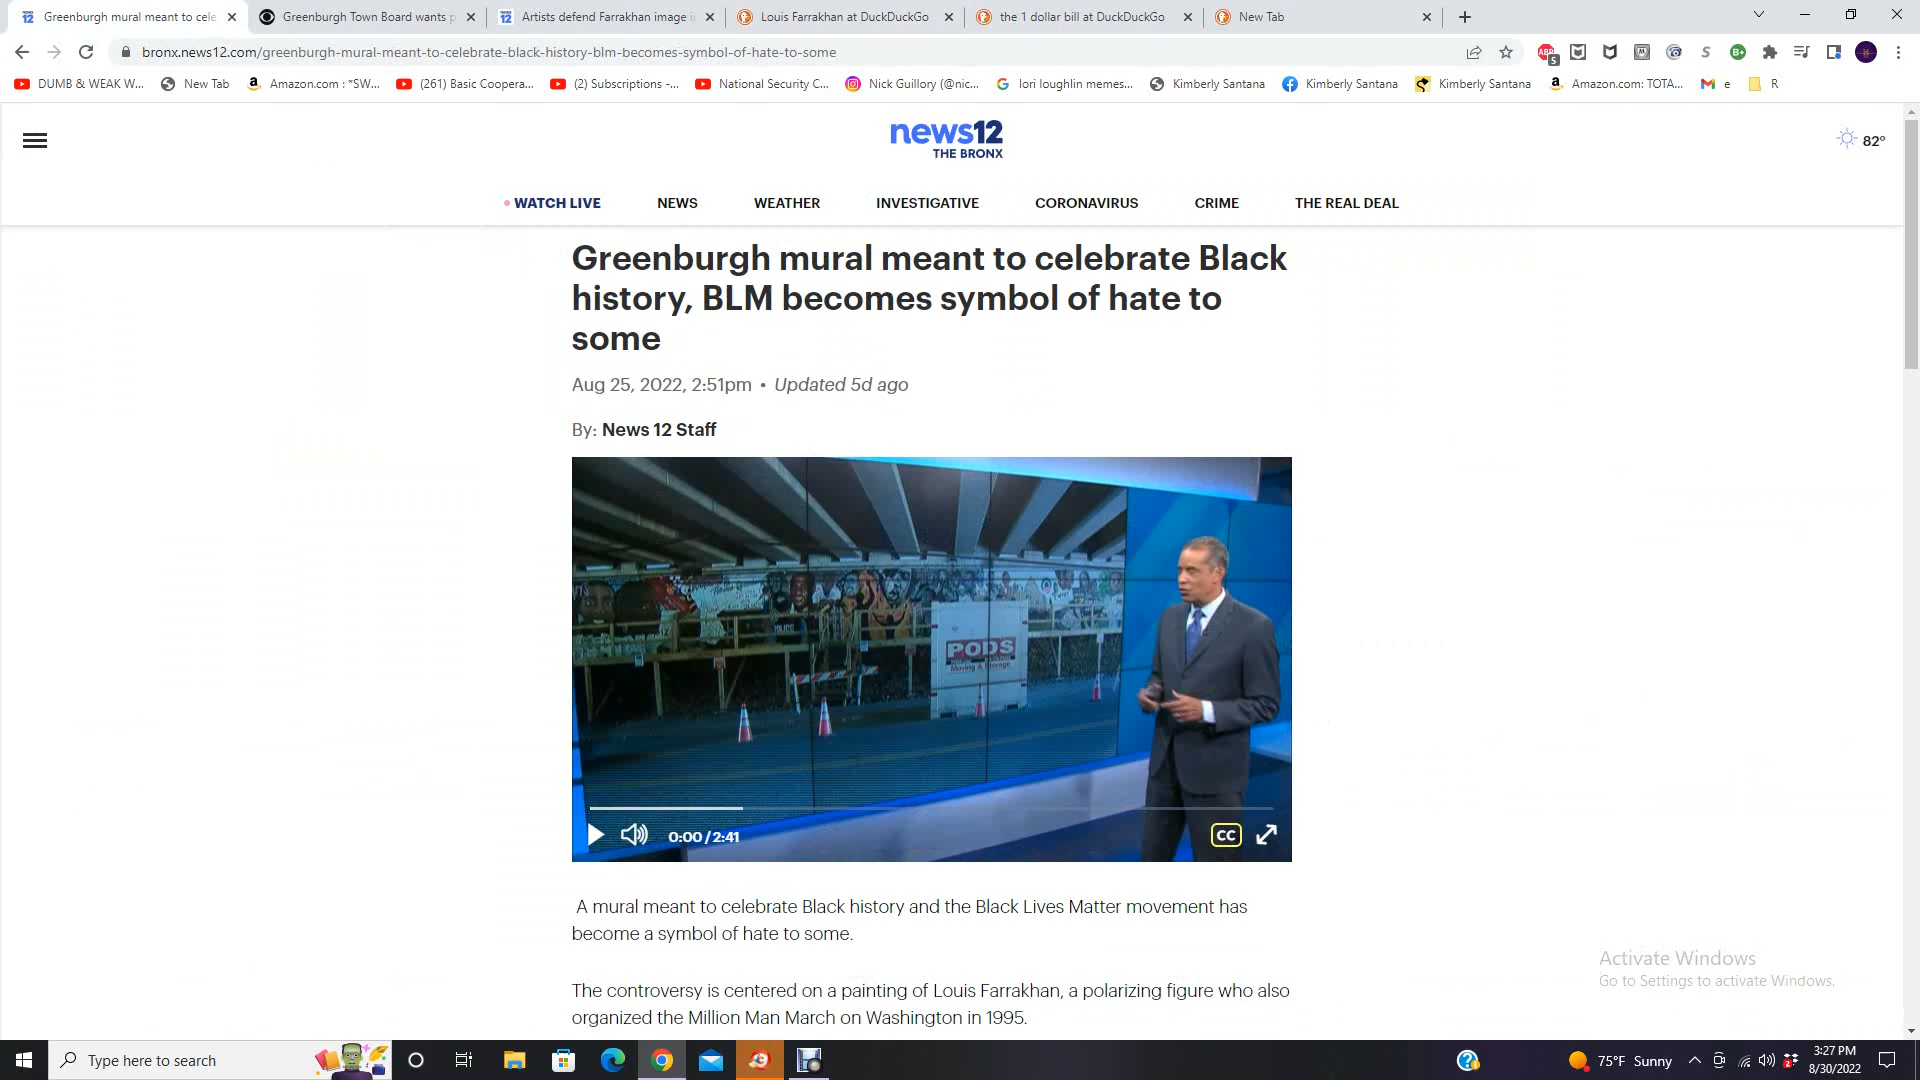 Greenburgh mural meant to cele
Greenburgh Town Board wants p
Artists defend Farrakhan image i
Louis Farrakhan at DuckDuckGo
the 1 dollar bill at DuckDuckGo
New Tab
bronx.news12.com/greenburgh-mural-meant-to-celebrate-black-history-blm-becomes-symbol-of-hate-to-some
DUMB & WEAK W...
New Tab
Amazon.com : *SW...
(261) Basic Coopera...
(2) Subscriptions -...
National Security C...
Nick Guillory (@nic...
lori loughlin memes...
Kimberly Santana
Kimberly Santana
Kimberly Santana
Amazon.com: TOTA...
e
R
news12
THE BRONX
82°
WATCH LIVE
NEWS
WEATHER
INVESTIGATIVE
CORONAVIRUS
CRIME
THE REAL DEAL
Greenburgh mural meant to celebrate Black
history, BLM becomes symbol of hate to
some
Aug 25, 2022, 2:51pm • Updated 5d ago
By: News 12 Staff
PODS
Moving & Storage
0:00 / 2:41
CC
A mural meant to celebrate Black history and the Black Lives Matter movement has
become a symbol of hate to some.
The controversy is centered on a painting of Louis Farrakhan, a polarizing figure who also
organized the Million Man March on Washington in 1995.
Activate Windows
Go to Settings to activate Windows.
Type here to search
75°F Sunny
3:27 PM
8/30/2022